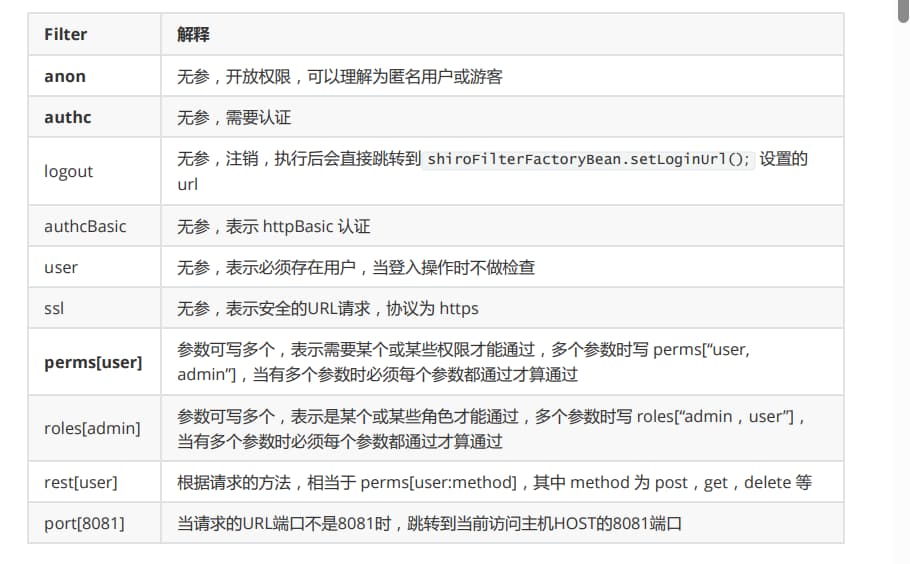 Filter 解释
anon 无参，开放权限，可以理解为匿名用户或游客
authc 无参，需要认证
logout 无参，注销，执行后会直接跳转到 shiroFilterFactoryBean.setLoginUrl(); 设置的
url
authcBasic 无参，表示 httpBasic 认证
user 无参，表示必须存在用户，当登入操作时不做检查
ssl 无参，表示安全的URL请求，协议为 https
perms[user] 参数可写多个，表示需要某个或某些权限才能通过，多个参数时写 perms[“user,
admin”]，当有多个参数时必须每个参数都通过才算通过
roles[admin] 参数可写多个，表示是某个或某些角色才能通过，多个参数时写 roles[“admin，user”]，
当有多个参数时必须每个参数都通过才算通过
rest[user] 根据请求的方法，相当于 perms[user:method]，其中 method 为 post，get，delete 等
port[8081] 当请求的URL端口不是8081时，跳转到当前访问主机HOST的8081端口